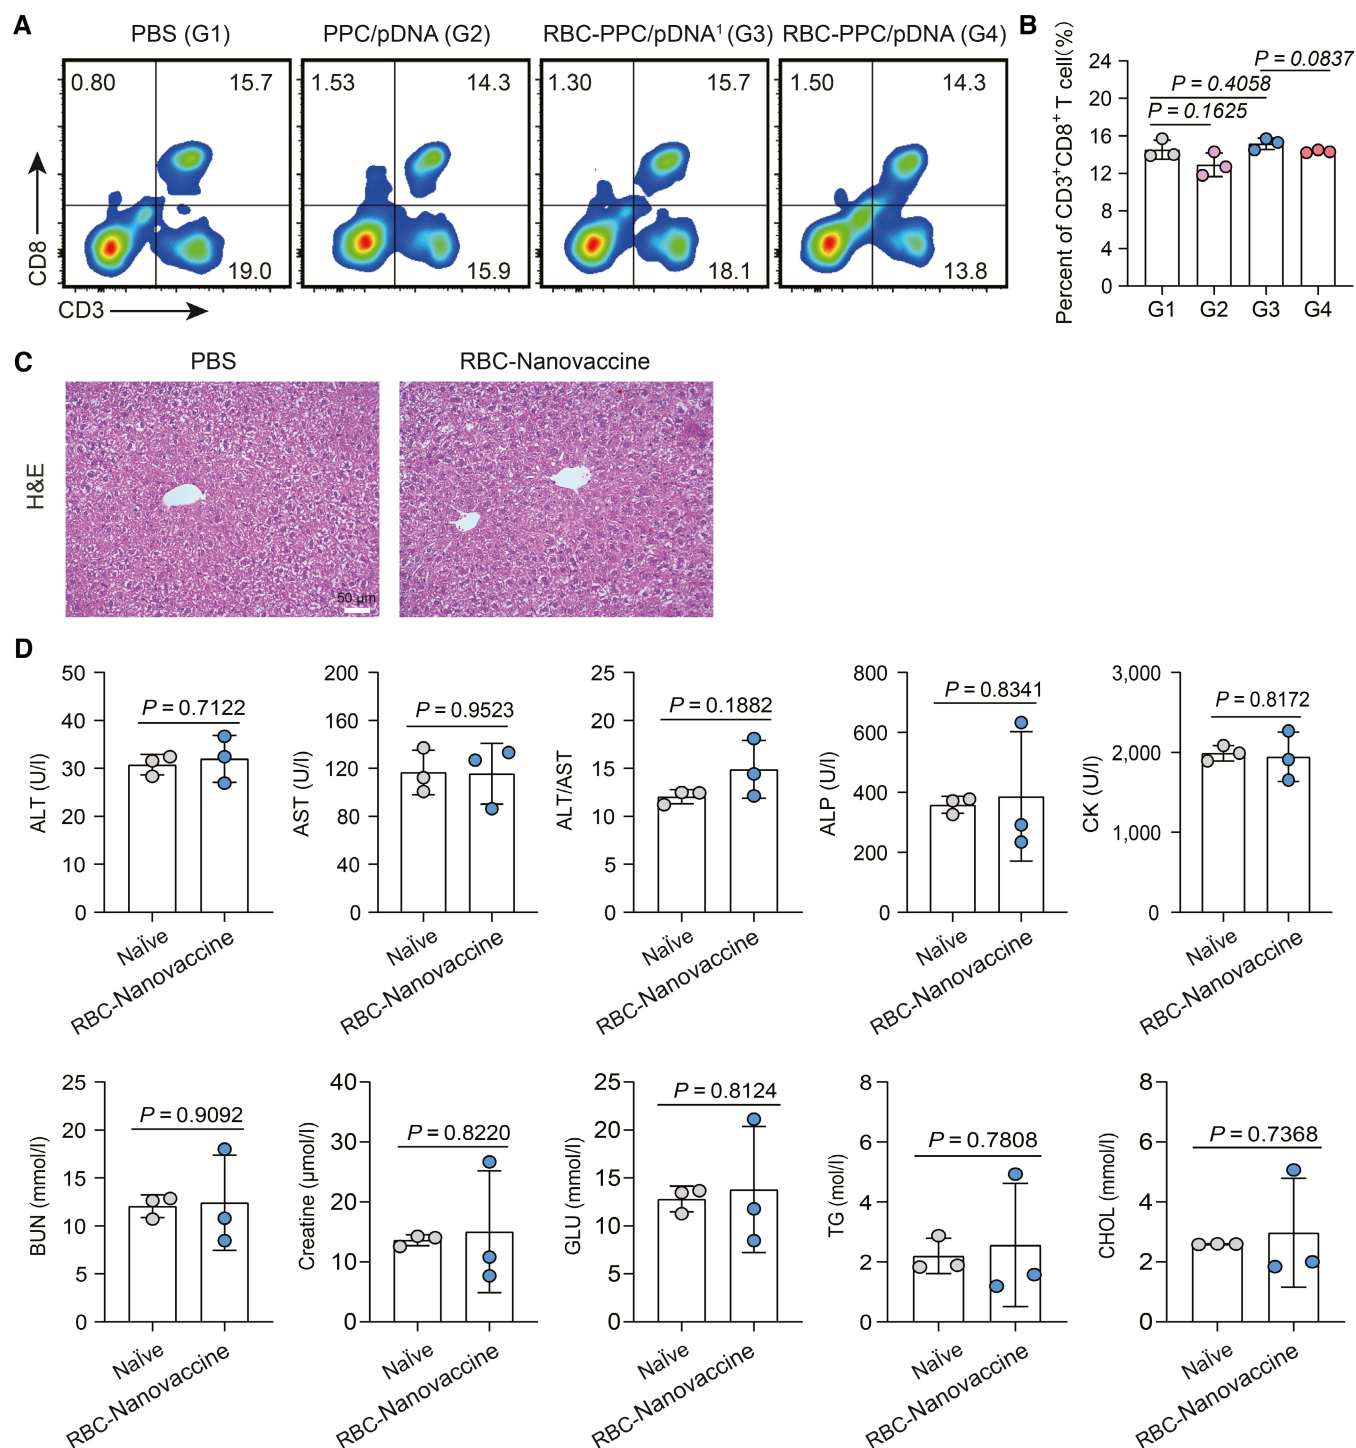 A
PBS (G1)
PPC/pDNA (G2)
RBC-PPC/pDNA¹ (G3)
RBC-PPC/pDNA (G4)
0.80
15.7
19.0
1.53
14.3
15.9
1.30
15.7
18.1
1.50
14.3
13.8
CD8
CD3
B
Percent of CD3⁺CD8⁺ T cell(%)
24
20
16
12
8
4
0
P = 0.0837
P = 0.4058
P = 0.1625
G1
G2
G3
G4
C
PBS
RBC-Nanovaccine
H&E
50 μm
D
ALT (U/l)
50
40
30
20
10
0
P = 0.7122
NaÏve
RBC-Nanovaccine
AST (U/l)
200
160
120
80
40
0
P = 0.9523
NaÏve
RBC-Nanovaccine
ALT/AST
25
20
15
10
5
0
P = 0.1882
NaÏve
RBC-Nanovaccine
ALP (U/l)
800
600
400
200
0
P = 0.8341
NaÏve
RBC-Nanovaccine
CK (U/l)
3,000
2,000
1,000
0
P = 0.8172
NaÏve
RBC-Nanovaccine
BUN (mmol/l)
25
20
15
10
5
0
P = 0.9092
NaÏve
RBC-Nanovaccine
Creatine (μmol/l)
40
30
20
10
0
P = 0.8220
NaÏve
RBC-Nanovaccine
GLU (mmol/l)
25
20
15
10
5
0
P = 0.8124
NaÏve
RBC-Nanovaccine
TG (mol/l)
8
6
4
2
0
P = 0.7808
NaÏve
RBC-Nanovaccine
CHOL (mmol/l)
8
6
4
2
0
P = 0.7368
NaÏve
RBC-Nanovaccine